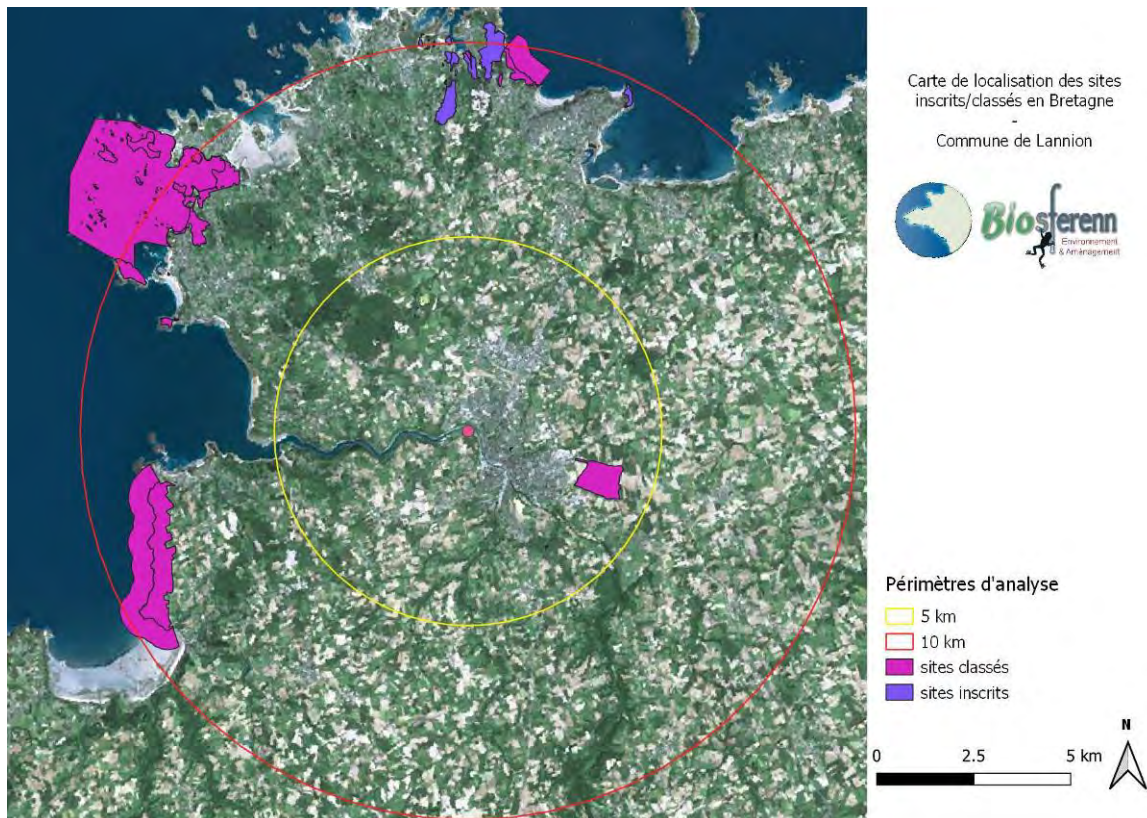 Carte de localisation des sites
inscrits/classés en Bretagne
-
Commune de Lannion
Biosferenn
Environnement
& Aménagement
Périmètres d'analyse
5 km
10 km
sites classés
sites inscrits
N
0 2.5 5 km